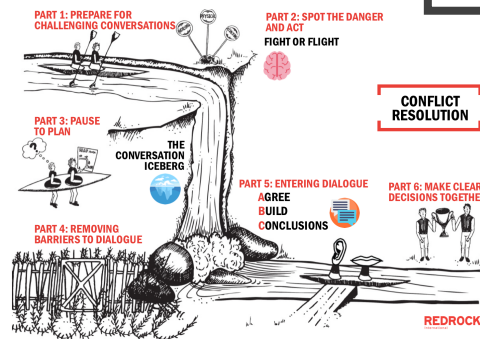 PART 1: PREPARE FOR
CHALLENGING CONVERSATIONS
PART 2: SPOT THE DANGER
AND ACT
FIGHT OR FLIGHT
CONFLICT
RESOLUTION
PART 3: PAUSE
TO PLAN
?
THE
CONVERSATION
ICEBERG
PART 5: ENTERING DIALOGUE
AGREE
BUILD
CONCLUSIONS
PART 6: MAKE CLEAR
DECISIONS TOGETHE
PART 4: REMOVING
BARRIERS TO DIALOGUE
REDROCK